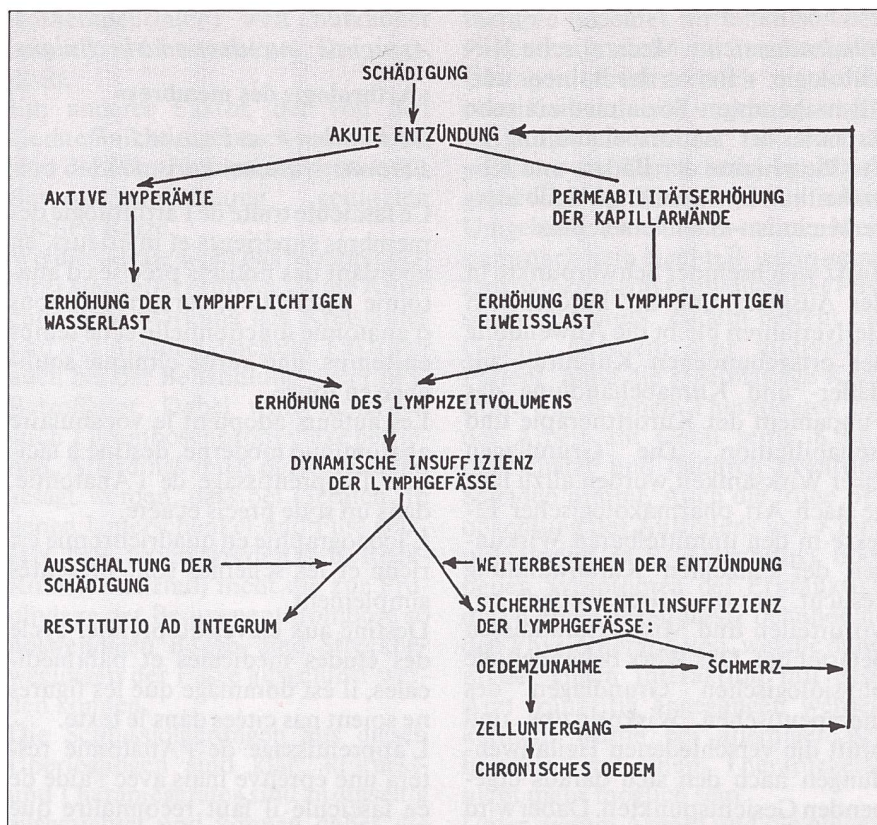 SCHÄDIGUNG
AKUTE ENTZÜNDUNG
AKTIVE HYPERÄMIE
PERMEABILITÄTSERHÖHUNG
DER KAPILLARWÄNDE
ERHÖHUNG DER LYMPHPFLICHTIGEN
WASSERLAST
ERHÖHUNG DER LYMPHPFLICHTIGEN
EIWEISSLAST
ERHÖHUNG DES LYMPHZEITVOLUMENS
DYNAMISCHE INSUFFIZIENZ
DER LYMPHGEFÄSSE
AUSSCHALTUNG DER
SCHÄDIGUNG
WEITERBESTEHEN DER ENTZÜNDUNG
RESTITUTIO AD INTEGRUM
SICHERHEITSVENTILINSUFFIZIENZ
DER LYMPHGEFÄSSE:
OEDEMZUNAHME
SCHMERZ
ZELLUNTERGANG
CHRONISCHES OEDEM